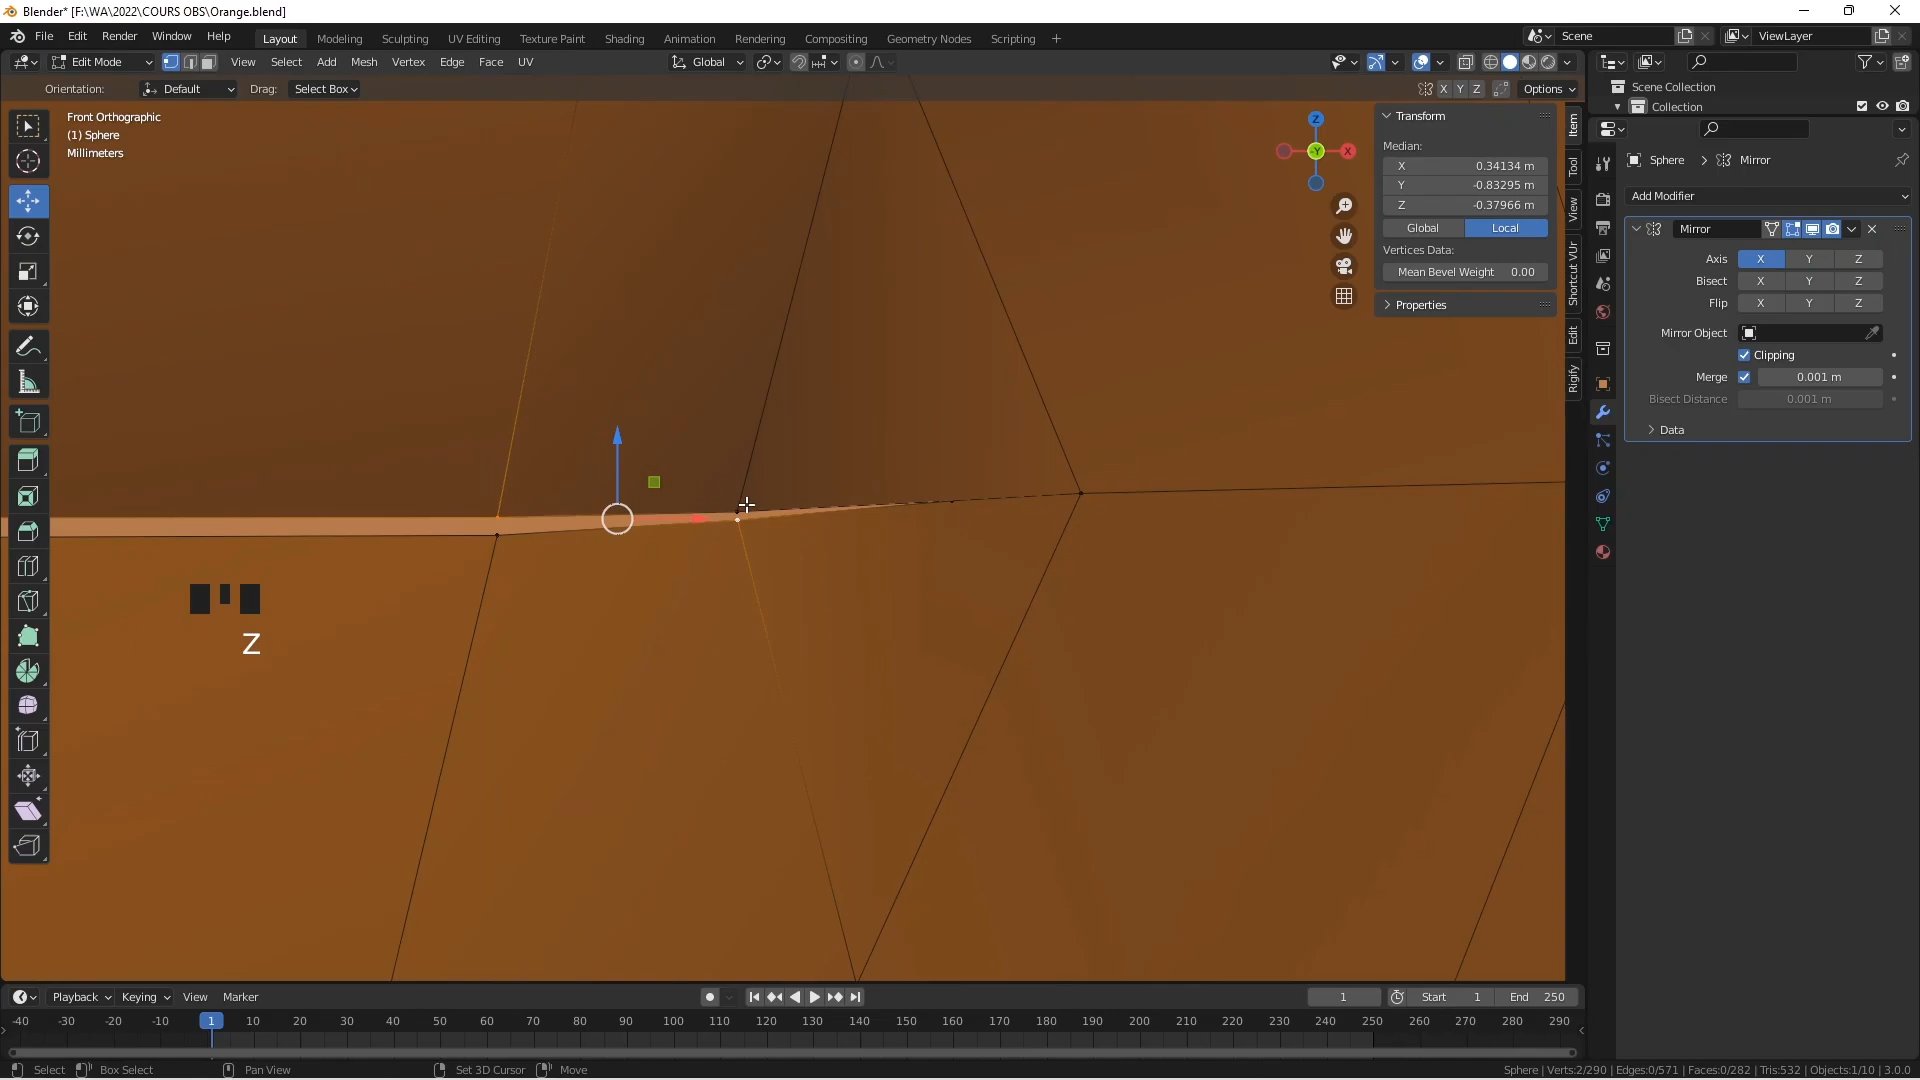 Blender* [F:\WA\2022\COURS OBS\Orange.blend]
File Edit Render Window Help Layout Modeling Sculpting UV Editing Texture Paint Shading Animation Rendering Compositing Geometry Nodes Scripting + Scene ViewLayer
Edit Mode View Select Add Mesh Vertex Edge Face UV Global
Orientation: Default Drag: Select Box X Y Z Options
Scene Collection
Collection
Front Orthographic
(1) Sphere
Millimeters
Z
X
-Y
Transform
Median:
X 0.34134 m
Y -0.83295 m
Z -0.37966 m
Global Local
Vertices Data:
Mean Bevel Weight 0.00
Properties
Item
Tool
View
Shortcut VUr
Edit
Rigify
Sphere > Mirror
Add Modifier
Mirror
Axis X Y Z
Bisect X Y Z
Flip X Y Z
Mirror Object
Clipping
Merge 0.001 m
Bisect Distance 0.001 m
Data
Z
Playback Keying View Marker 1 Start 1 End 250
-40 -30 -20 -10 1 10 20 30 40 50 60 70 80 90 100 110 120 130 140 150 160 170 180 190 200 210 220 230 240 250 260 270 280 290
Select Box Select Pan View Set 3D Cursor Move Sphere | Verts:2/290 | Edges:0/571 | Faces:0/282 | Tris:532 | Objects:1/10 | 3.0.0